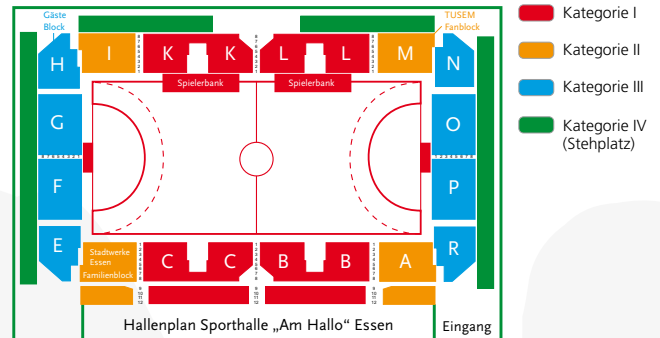 Gäste
Block
TUSEM
Fanblock
H
I
K
K
L
L
M
N
Spielerbank
Spielerbank
G
O
F
P
E
Stadtwerke
Essen
Familienblock
C
C
B
B
A
R
Hallenplan Sporthalle „Am Hallo“ Essen
Eingang
Kategorie I
Kategorie II
Kategorie III
Kategorie IV
(Stehplatz)